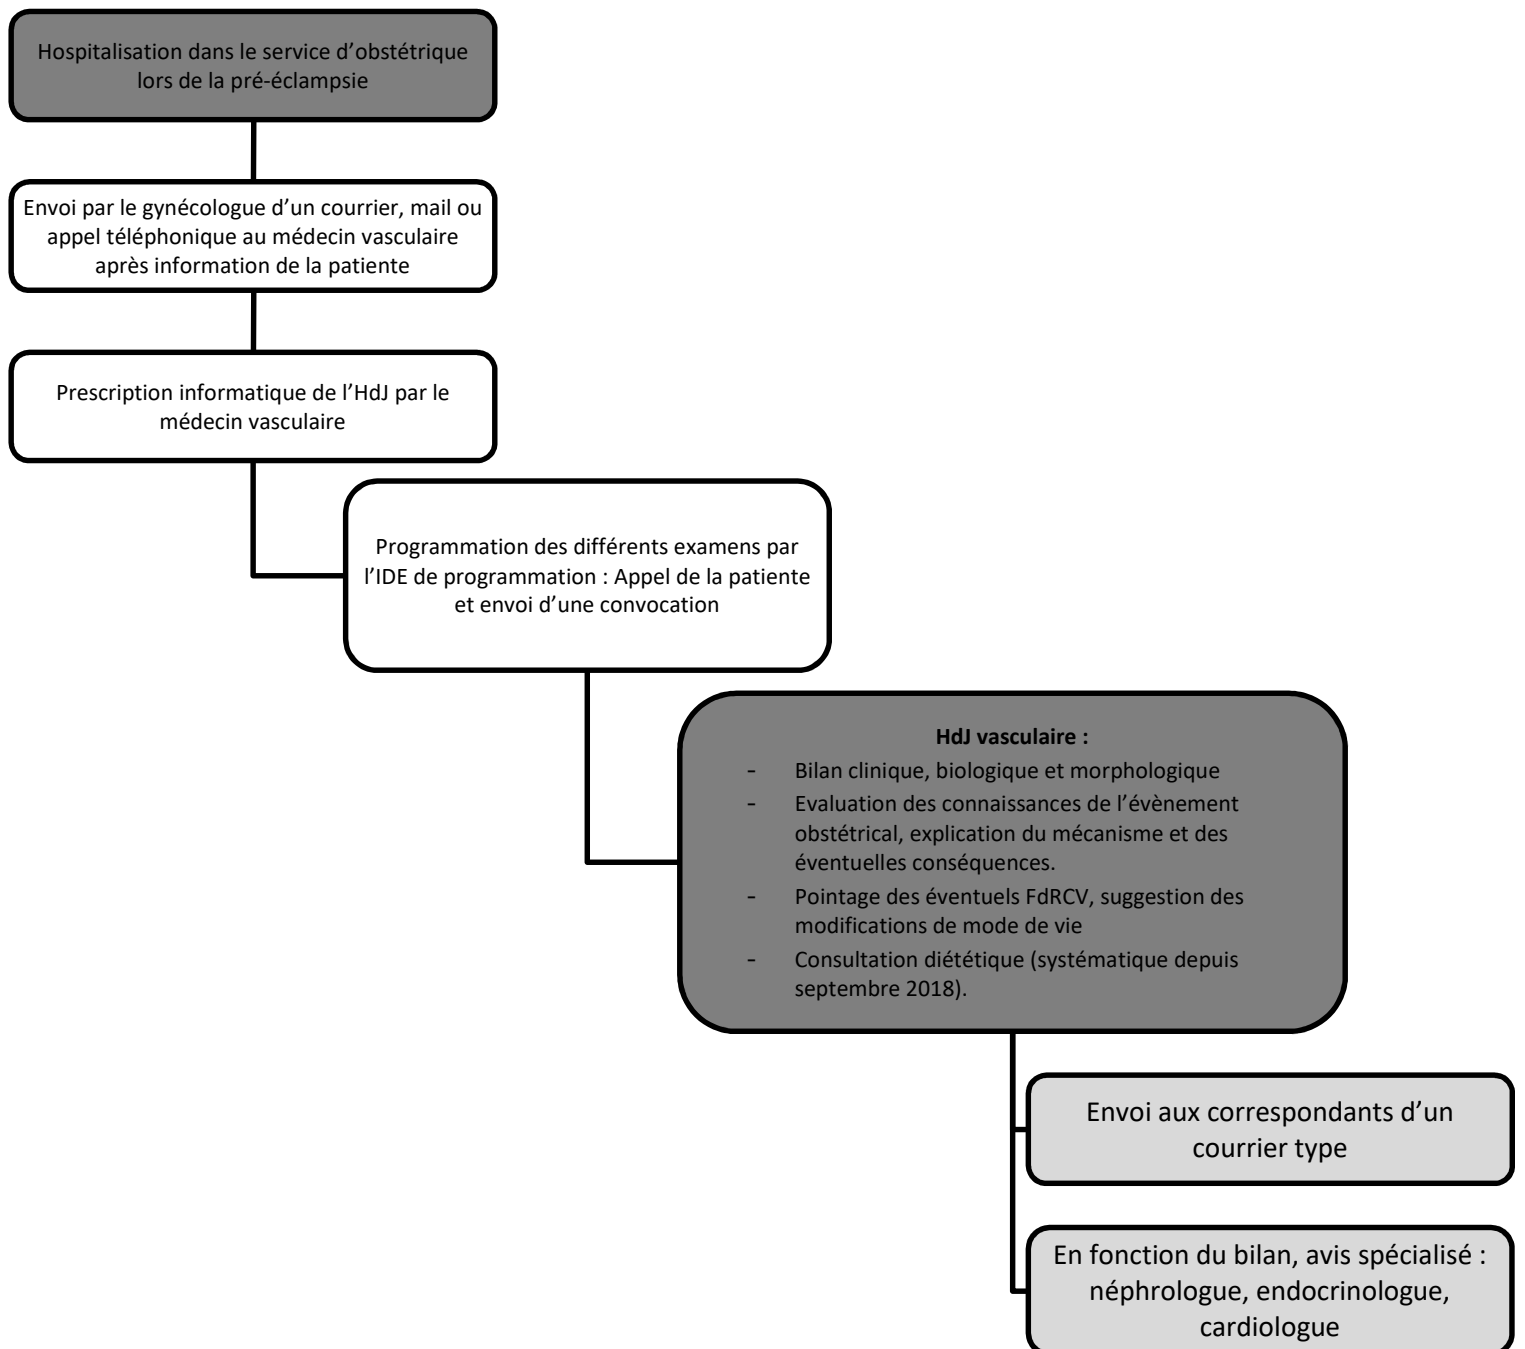 Hospitalisation dans le service d’obstétrique
lors de la pré-éclampsie
Envoi par le gynécologue d’un courrier, mail ou
appel téléphonique au médecin vasculaire
après information de la patiente
Prescription informatique de l’HdJ par le
médecin vasculaire
Programmation des différents examens par
l’IDE de programmation : Appel de la patiente
et envoi d’une convocation
HdJ vasculaire :
- Bilan clinique, biologique et morphologique
- Evaluation des connaissances de l’évènement
obstétrical, explication du mécanisme et des
éventuelles conséquences.
- Pointage des éventuels FdRCV, suggestion des
modifications de mode de vie
- Consultation diététique (systématique depuis
septembre 2018).
Envoi aux correspondants d’un
courrier type
En fonction du bilan, avis spécialisé :
néphrologue, endocrinologue,
cardiologue